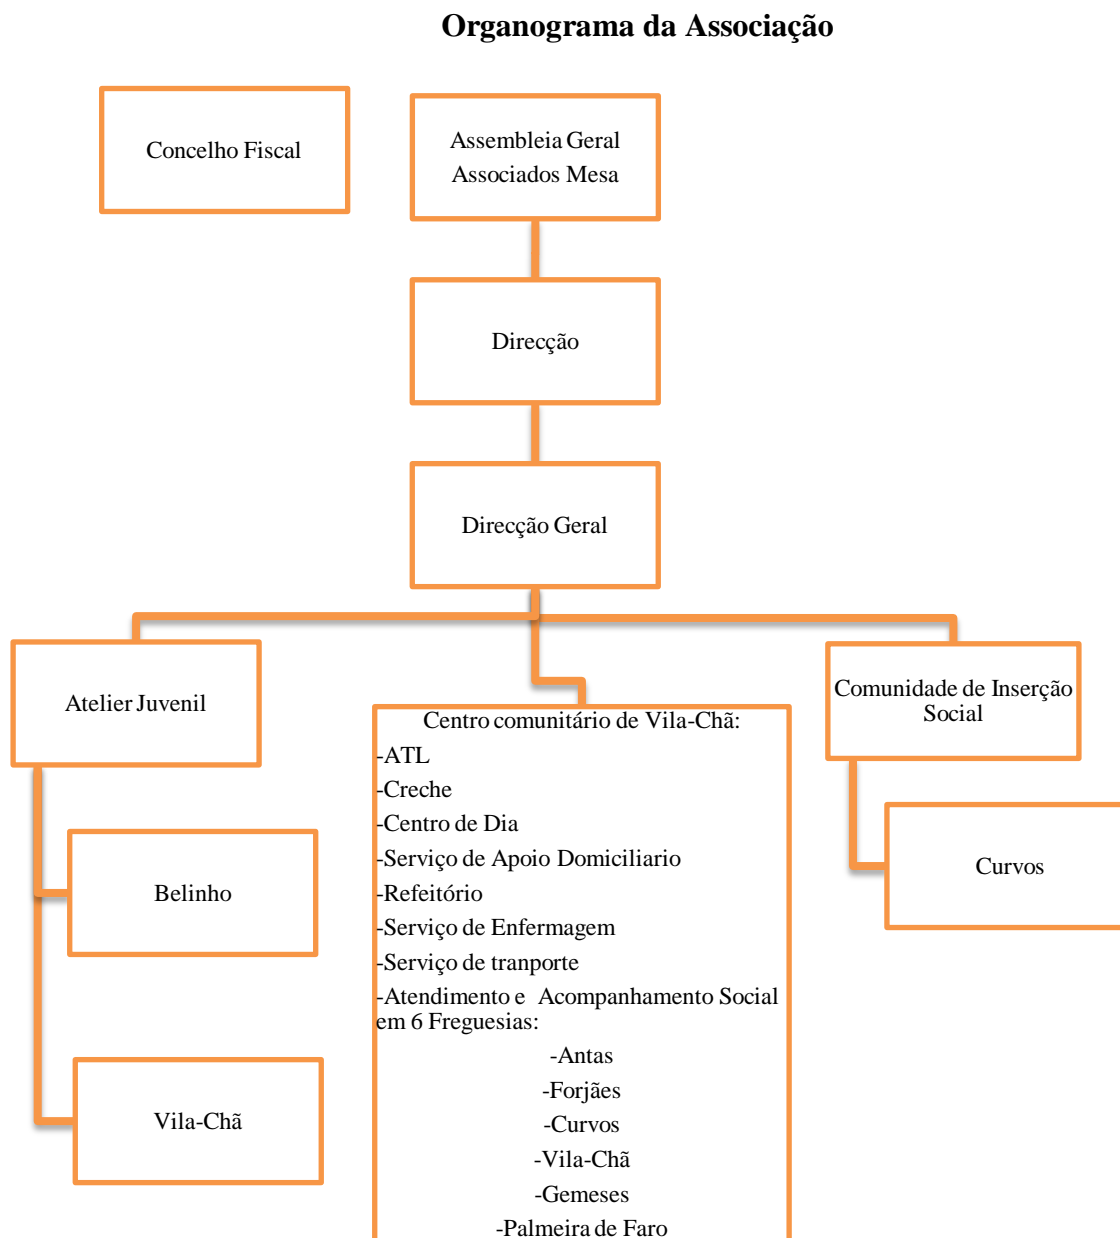 Organograma da Associação
Concelho Fiscal
Assembleia Geral
Associados Mesa
Direcção
Direcção Geral
Atelier Juvenil
Belinho
Vila-Chã
Centro comunitário de Vila-Chã:
-ATL
-Creche
-Centro de Dia
-Serviço de Apoio Domiciliario
-Refeitório
-Serviço de Enfermagem
-Serviço de tranporte
-Atendimento e Acompanhamento Social
em 6 Freguesias:
-Antas
-Forjães
-Curvos
-Vila-Chã
-Gemeses
-Palmeira de Faro
Comunidade de Inserção
Social
Curvos